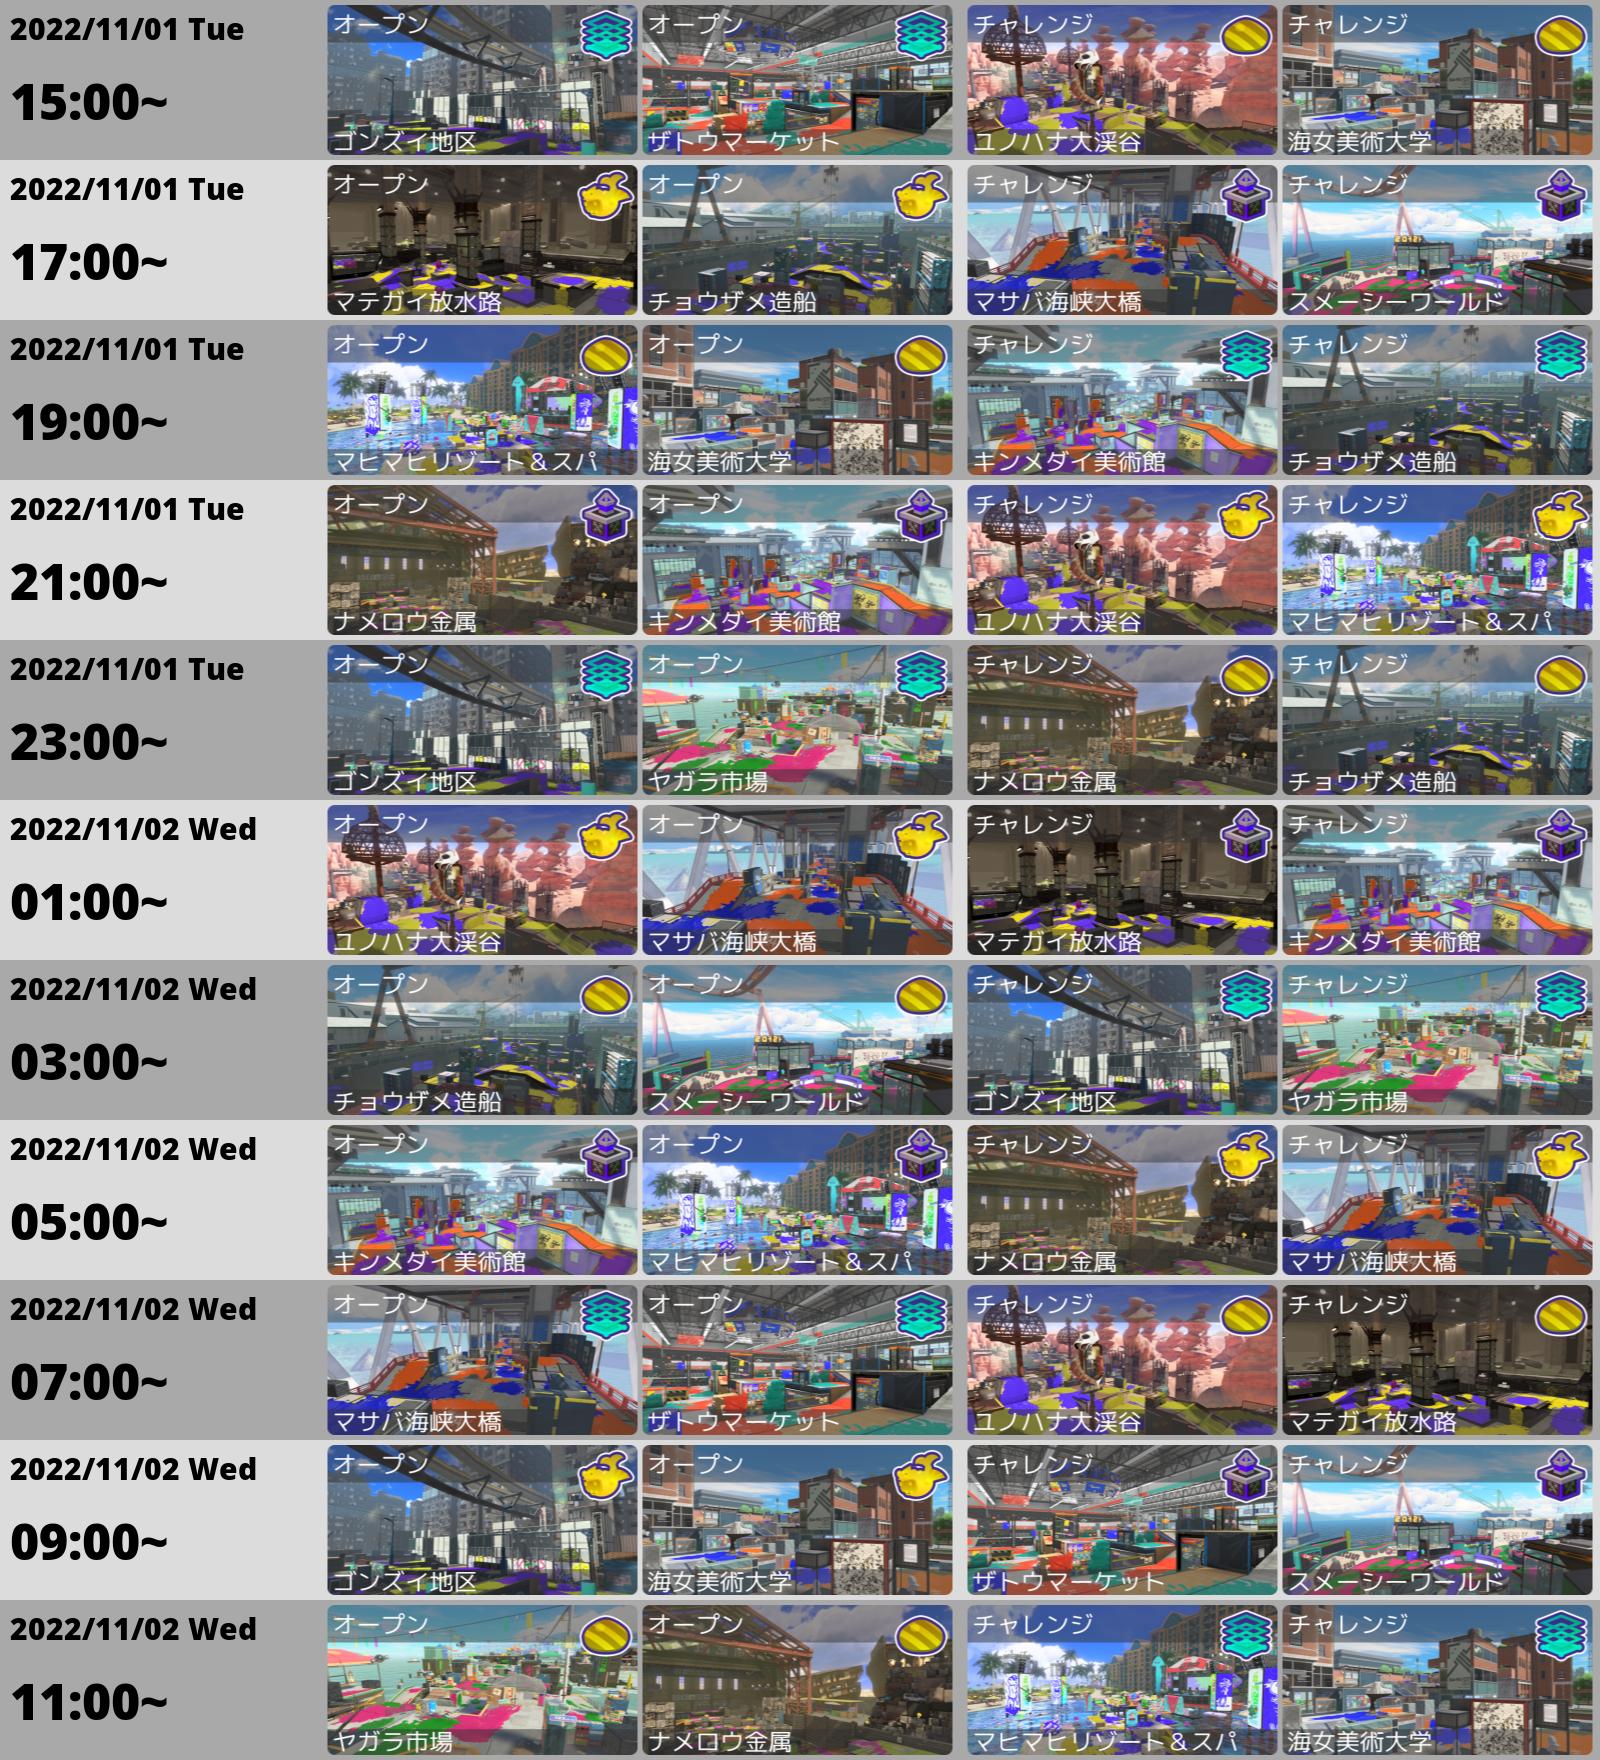 2022/11/01 Tue
15:00~
オープン
ゴンズイ地区
オープン
ザトウマーケット
チャレンジ
ユノハナ大渓谷
チャレンジ
海女美術大学
2022/11/01 Tue
17:00~
オープン
マテガイ放水路
オープン
チョウザメ造船
チャレンジ
マサバ海峡大橋
チャレンジ
スメーシーワールド
2022/11/01 Tue
19:00~
オープン
マヒマヒリゾート＆スパ
オープン
海女美術大学
チャレンジ
キンメダイ美術館
チャレンジ
チョウザメ造船
2022/11/01 Tue
21:00~
オープン
ナメロウ金属
オープン
キンメダイ美術館
チャレンジ
ユノハナ大渓谷
チャレンジ
マヒマヒリゾート＆スパ
2022/11/01 Tue
23:00~
オープン
ゴンズイ地区
オープン
ヤガラ市場
チャレンジ
ナメロウ金属
チャレンジ
チョウザメ造船
2022/11/02 Wed
01:00~
オープン
ユノハナ大渓谷
オープン
マサバ海峡大橋
チャレンジ
マテガイ放水路
チャレンジ
キンメダイ美術館
2022/11/02 Wed
03:00~
オープン
チョウザメ造船
オープン
スメーシーワールド
チャレンジ
ゴンズイ地区
チャレンジ
ヤガラ市場
2022/11/02 Wed
05:00~
オープン
キンメダイ美術館
オープン
マヒマヒリゾート＆スパ
チャレンジ
ナメロウ金属
チャレンジ
マサバ海峡大橋
2022/11/02 Wed
07:00~
オープン
マサバ海峡大橋
オープン
ザトウマーケット
チャレンジ
ユノハナ大渓谷
チャレンジ
マテガイ放水路
2022/11/02 Wed
09:00~
オープン
ゴンズイ地区
オープン
海女美術大学
チャレンジ
ザトウマーケット
チャレンジ
スメーシーワールド
2022/11/02 Wed
11:00~
オープン
ヤガラ市場
オープン
ナメロウ金属
チャレンジ
マヒマヒリゾート＆スパ
チャレンジ
海女美術大学